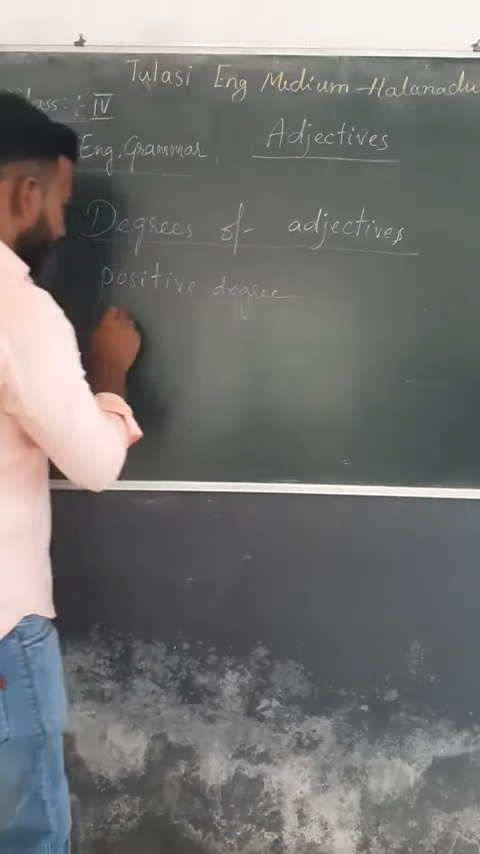 Tulasi Eng Medium - Halanadu
Class :- IV
Eng. Grammar
Adjectives
Degrees of adjectives
positive degree